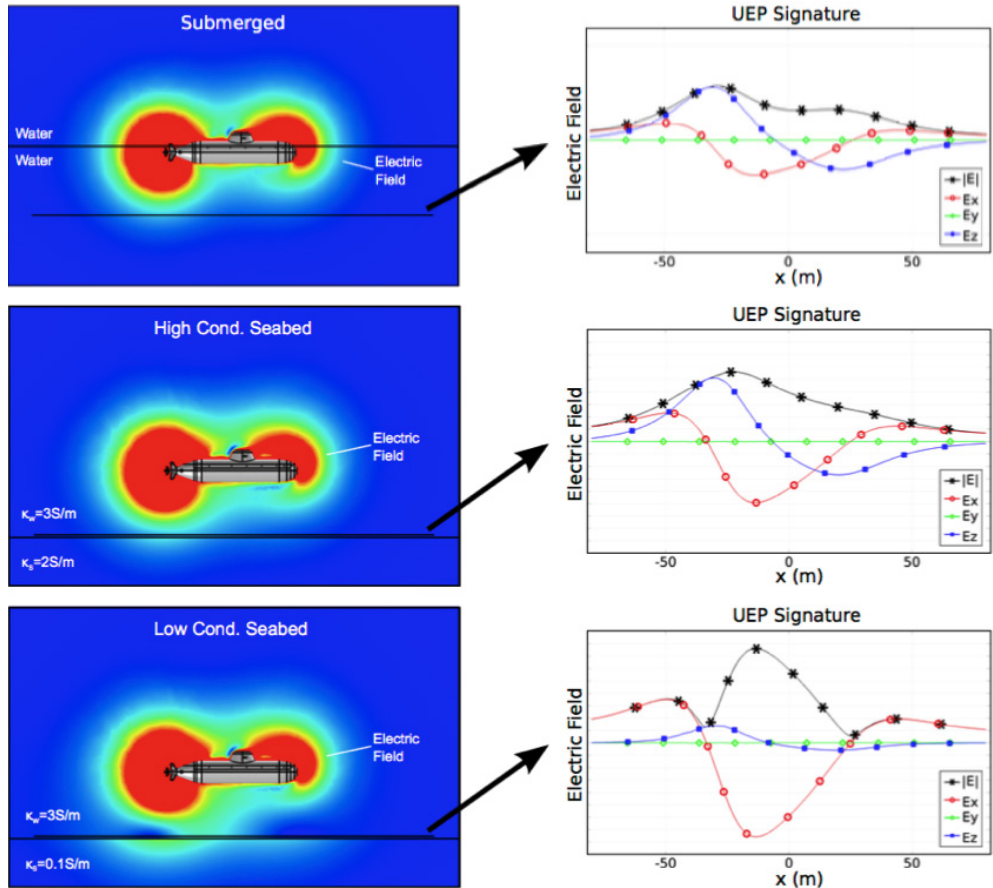 Submerged
Water
Water
Electric
Field
UEP Signature
Electric Field
|E|
Ex
Ey
Ez
-50
0
50
x (m)
High Cond. Seabed
Electric
Field
κw=3S/m
κs=2S/m
UEP Signature
Electric Field
|E|
Ex
Ey
Ez
-50
0
50
x (m)
Low Cond. Seabed
Electric
Field
κw=3S/m
κs=0.1S/m
UEP Signature
Electric Field
|E|
Ex
Ey
Ez
-50
0
50
x (m)